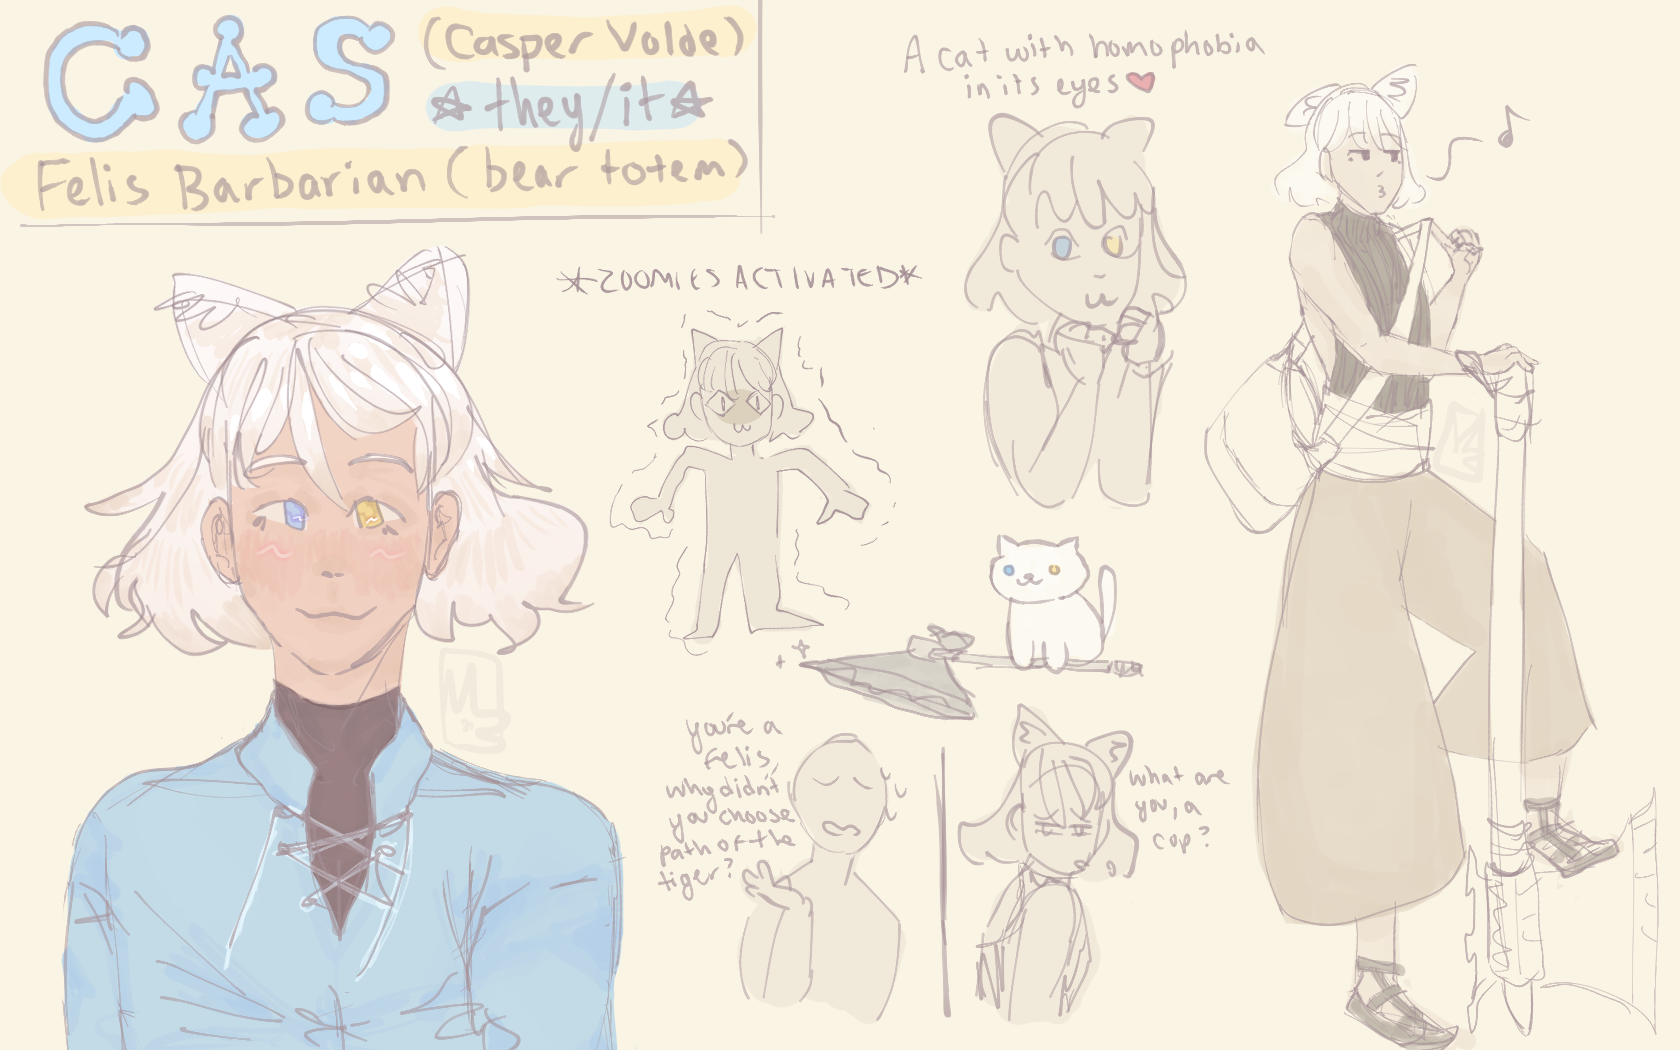 CAS
(Casper Volde)
☆they/it☆
Felis Barbarian (bear totem)
A cat with homophobia
in its eyes♥
*ZOOMIES ACTIVATED*
you're a
Felis,
why didn't
you choose
path of the
tiger?
what are
you, a
cop?